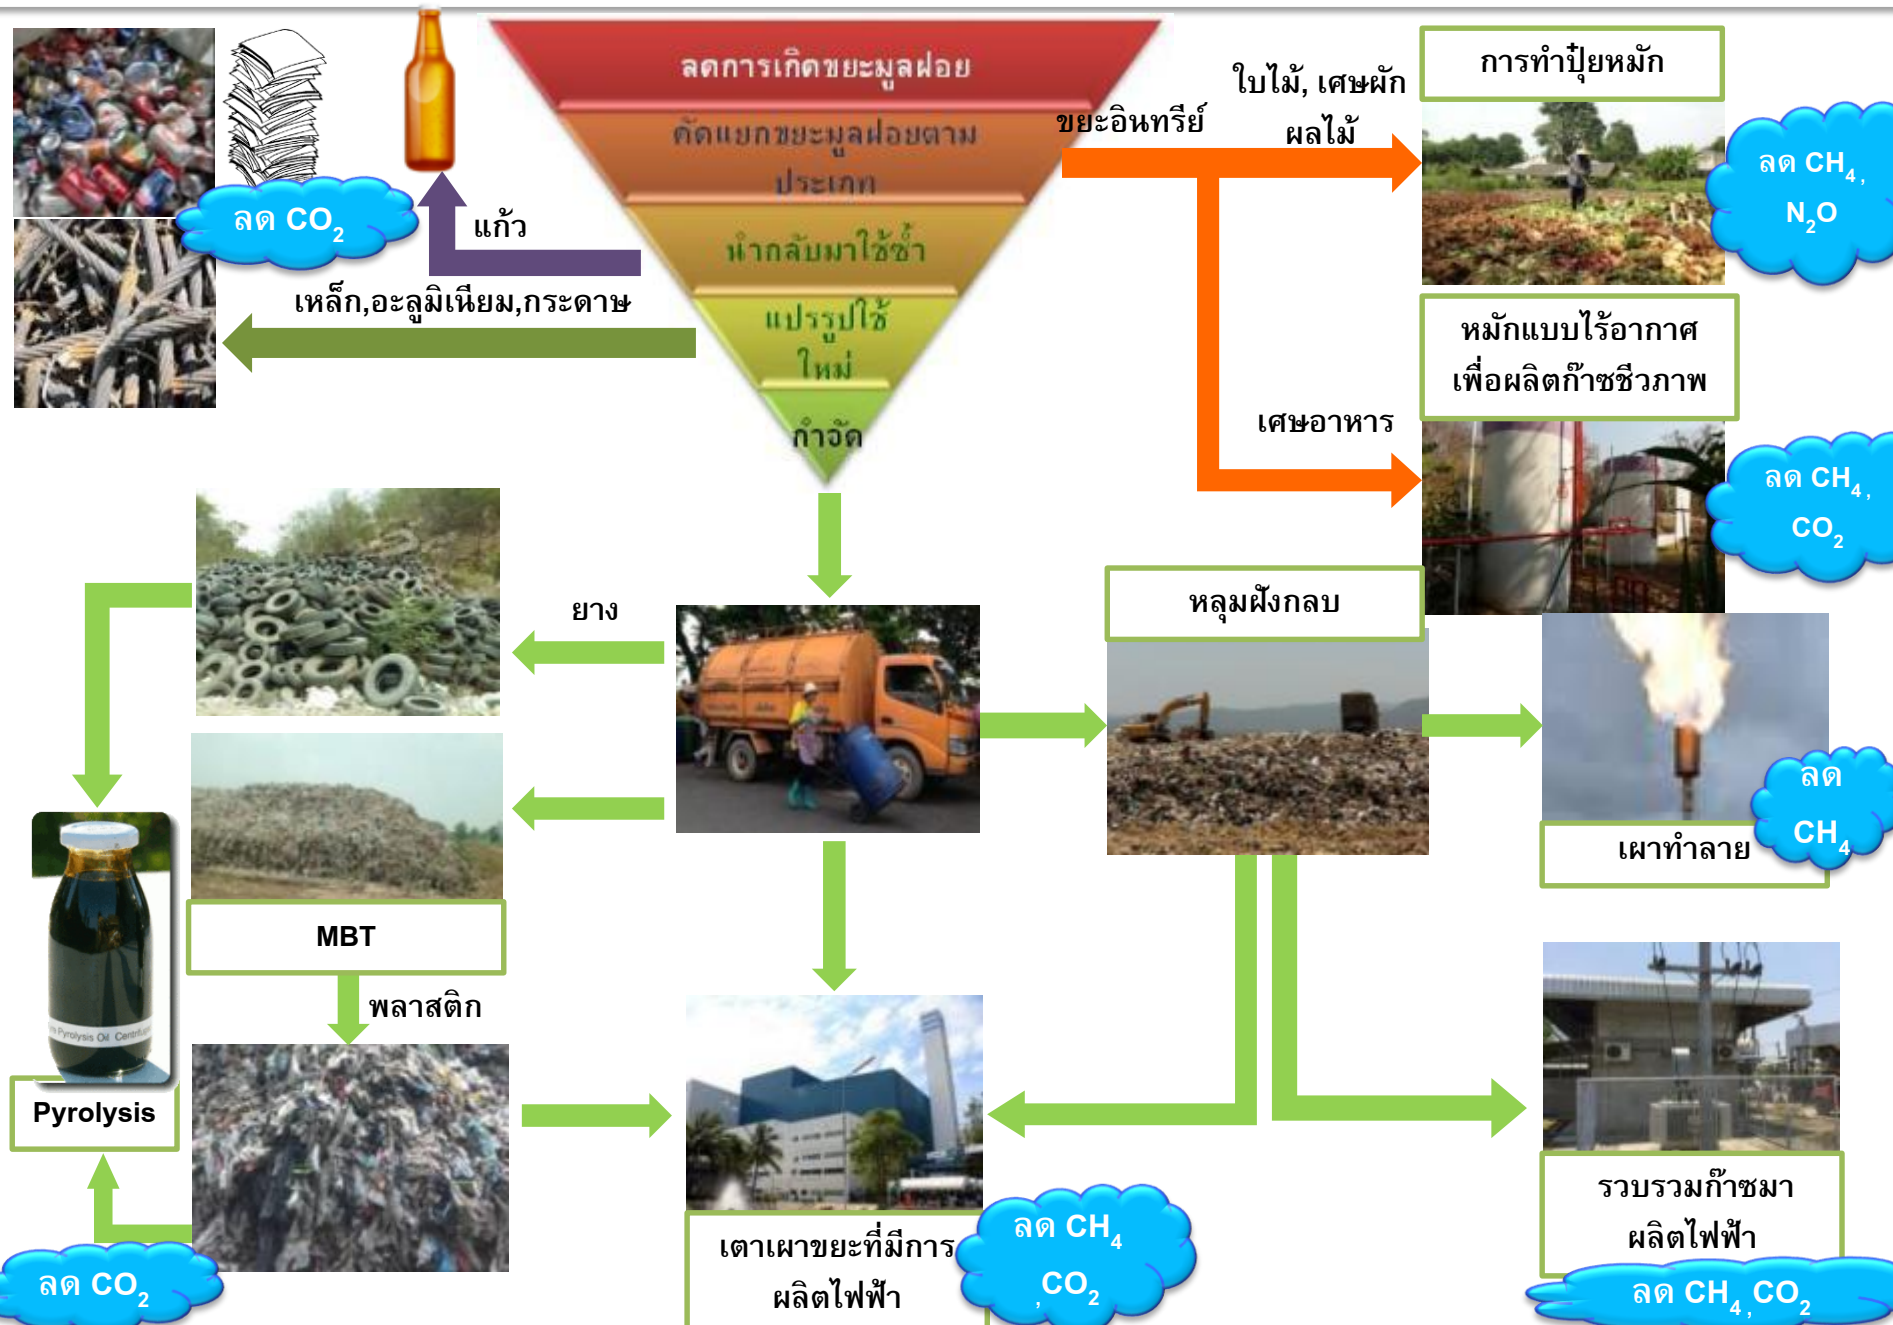 ลดการเกิดขยะมูลฝอย
คัดแยกขยะมูลฝอยตาม
ประเภท
นำกลับมาใช้ซ้ำ
แปรรูปใช้
ใหม่
กำจัด
ลด CO₂
แก้ว
เหล็ก,อะลูมิเนียม,กระดาษ
ขยะอินทรีย์
ใบไม้, เศษผัก
ผลไม้
การทำปุ๋ยหมัก
ลด CH₄,
N₂O
หมักแบบไร้อากาศ
เพื่อผลิตก๊าซชีวภาพ
เศษอาหาร
ลด CH₄,
CO₂
ยาง
หลุมฝังกลบ
เผาทำลาย
ลด
CH₄
MBT
พลาสติก
Pyrolysis Oil Centrifuge
Pyrolysis
ลด CO₂
เตาเผาขยะที่มีการ
ผลิตไฟฟ้า
ลด CH₄
,CO₂
รวบรวมก๊าซมา
ผลิตไฟฟ้า
ลด CH₄,CO₂